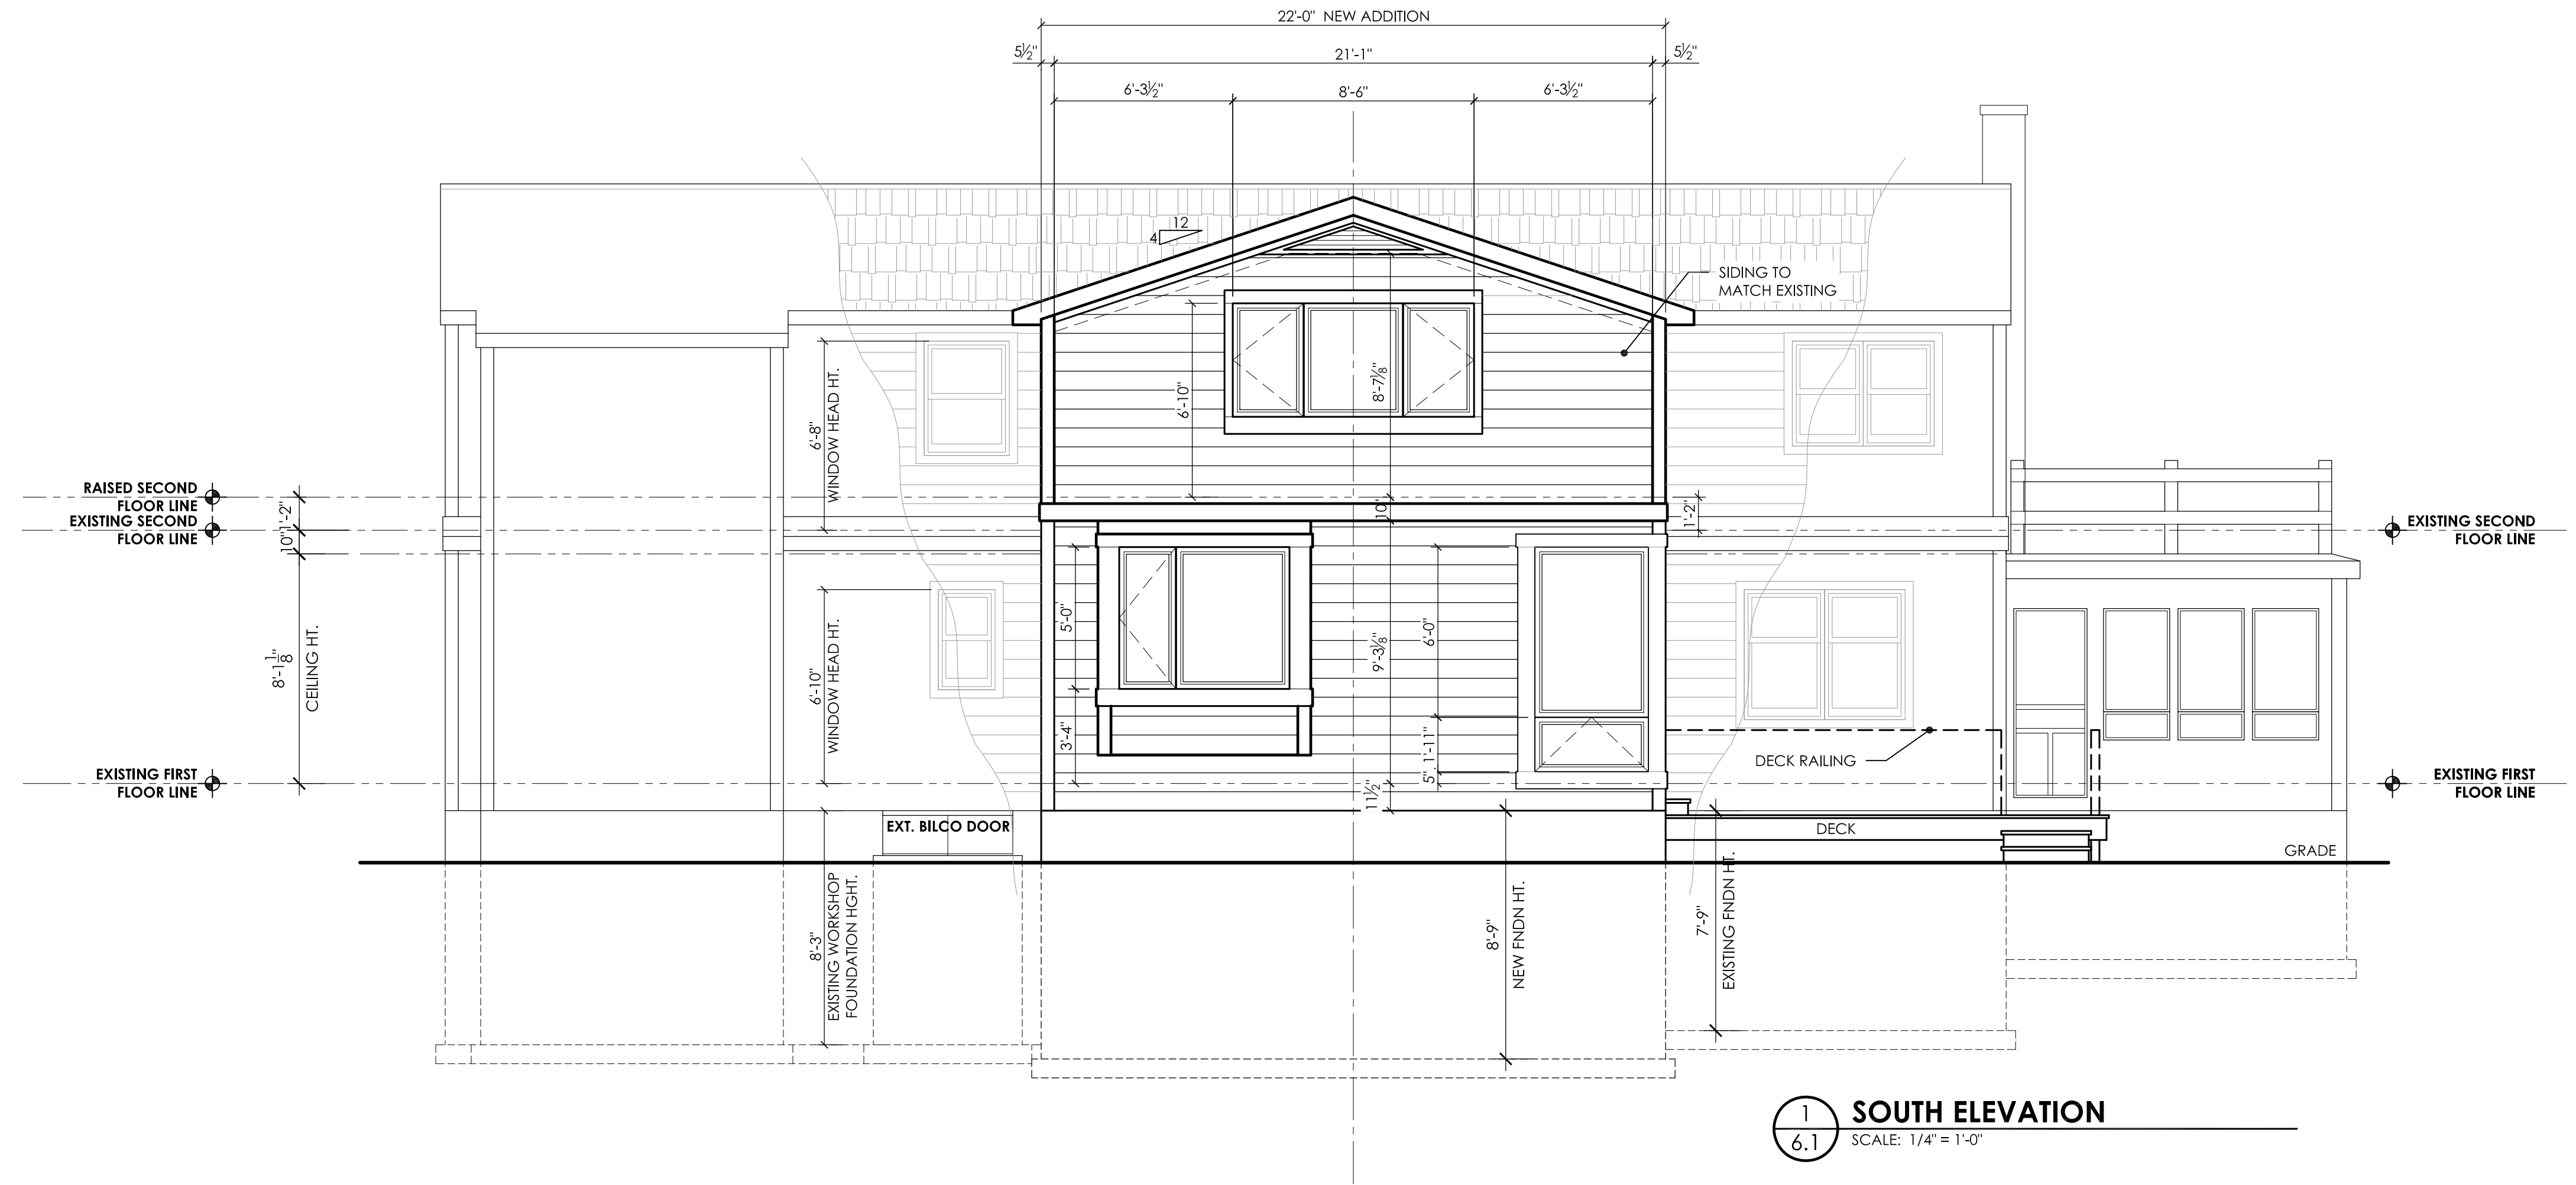 22'-0" NEW ADDITION
5½" 21'-1" 5½"
6'-3½" 8'-6" 6'-3½"
12
4
SIDING TO
MATCH EXISTING
6'-8"
WINDOW HEAD HT.
6'-10"
8'-7⅛"
RAISED SECOND
FLOOR LINE
EXISTING SECOND
FLOOR LINE
1'-2"
10"
10"
1'-2"
EXISTING SECOND
FLOOR LINE
8'-1⅛"
CEILING HT.
6'-10"
WINDOW HEAD HT.
5'-0"
3'-4"
9'-3⅛"
6'-0"
1'-11"
5"
11½"
DECK RAILING
EXISTING FIRST
FLOOR LINE
EXISTING FIRST
FLOOR LINE
EXT. BILCO DOOR
DECK
GRADE
8'-3"
EXISTING WORKSHOP
FOUNDATION HGHT.
8'-9"
NEW FNDN HT.
7'-9"
EXISTING FNDN HT.
1
6.1
SOUTH ELEVATION
SCALE: 1/4" = 1'-0"